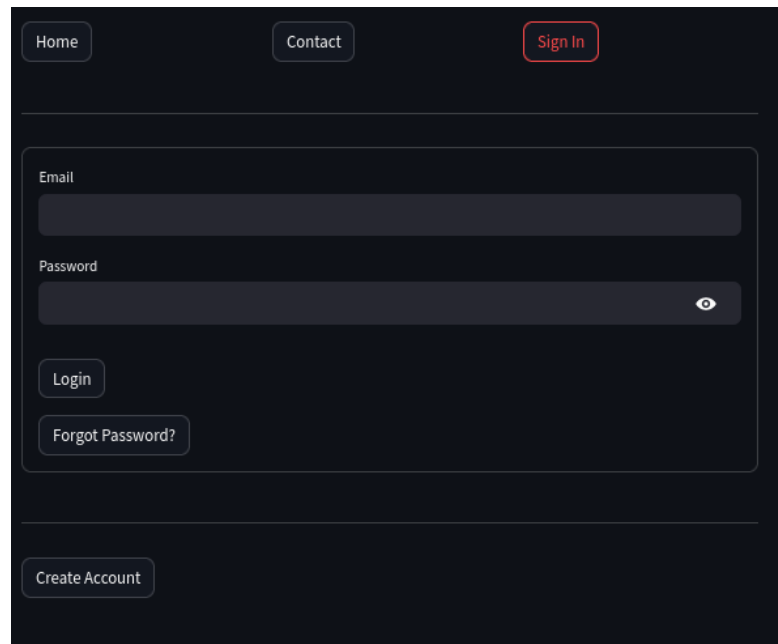 Home Contact Sign In
Email
Password
Login
Forgot Password?
Create Account